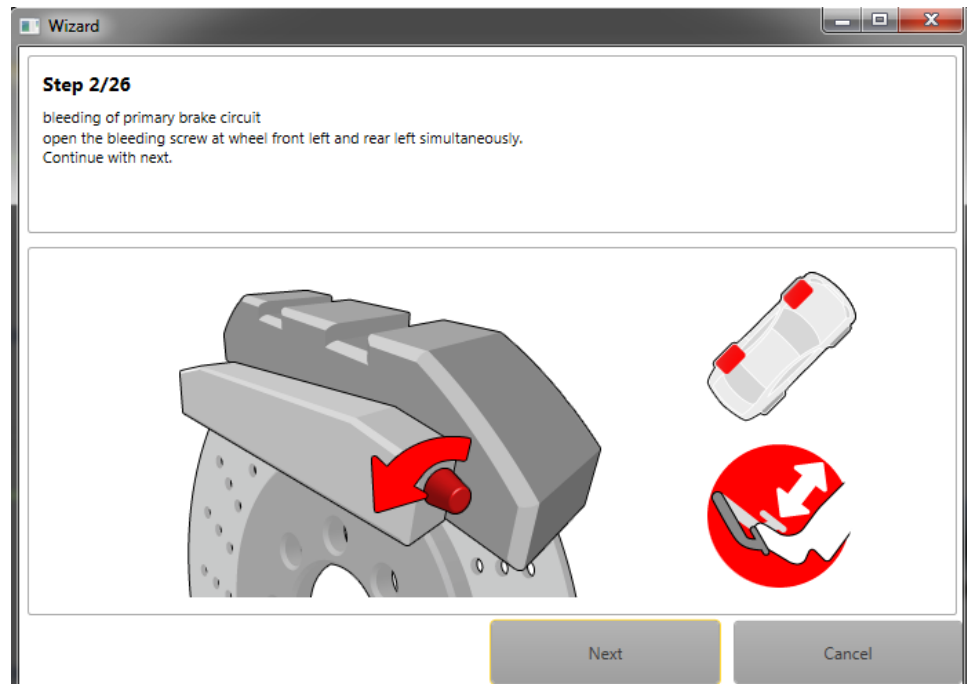 Wizard
Step 2/26
bleeding of primary brake circuit
open the bleeding screw at wheel front left and rear left simultaneously.
Continue with next.
Next
Cancel